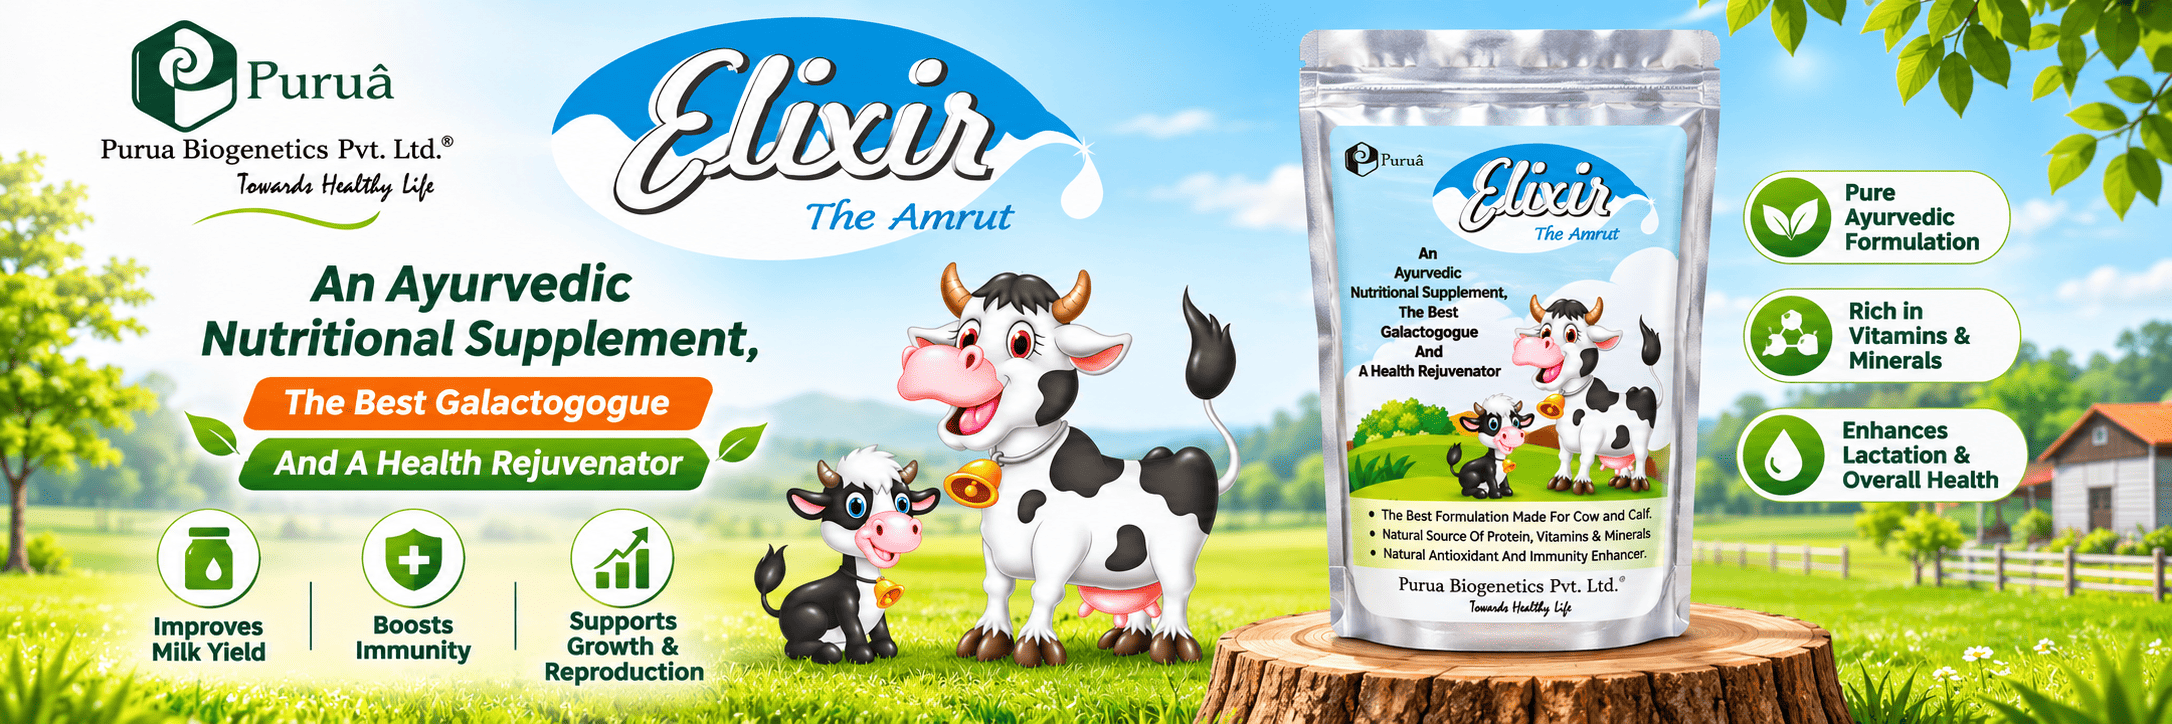 Puruâ
Purua Biogenetics Pvt. Ltd.®
Towards Healthy Life
Elixir
The Amrut
An Ayurvedic
Nutritional Supplement,
The Best Galactogogue
And A Health Rejuvenator
Improves
Milk Yield
Boosts
Immunity
Supports
Growth &
Reproduction
Puruâ
Elixir
The Amrut
An
Ayurvedic
Nutritional Supplement,
The Best
Galactogogue
And
A Health Rejuvenator
• The Best Formulation Made For Cow and Calf.
• Natural Source Of Protein, Vitamins & Minerals
• Natural Antioxidant And Immunity Enhancer.
Purua Biogenetics Pvt. Ltd.®
Towards Healthy Life
Pure
Ayurvedic
Formulation
Rich in
Vitamins &
Minerals
Enhances
Lactation &
Overall Health